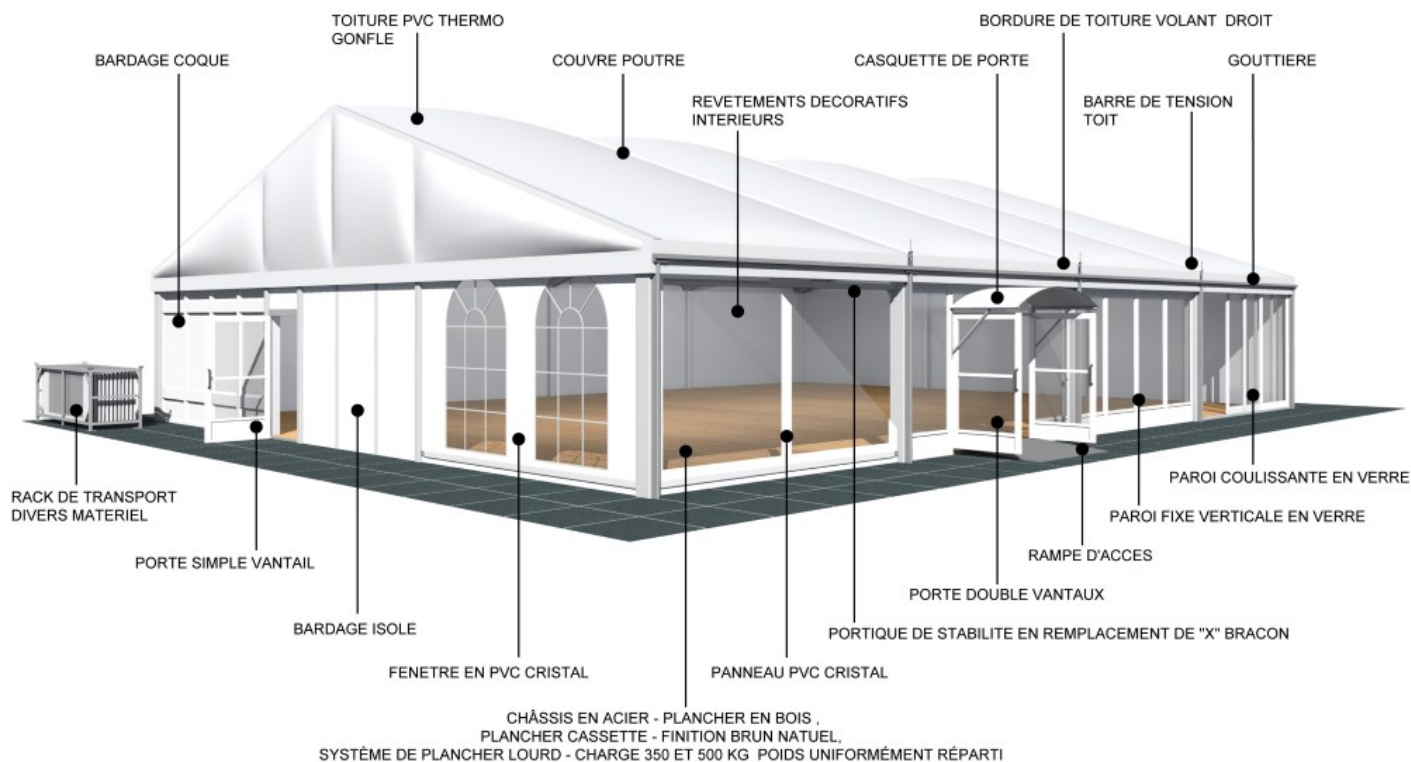 TOITURE PVC THERMO
GONFLE
BORDURE DE TOITURE VOLANT DROIT
BARDAGE COQUE
COUVRE POUTRE
CASQUETTE DE PORTE
GOUTTIERE
REVETEMENTS DECORATIFS
INTERIEURS
BARRE DE TENSION
TOIT
RACK DE TRANSPORT
DIVERS MATERIEL
PAROI COULISSANTE EN VERRE
PAROI FIXE VERTICALE EN VERRE
PORTE SIMPLE VANTAIL
RAMPE D'ACCES
PORTE DOUBLE VANTAUX
BARDAGE ISOLE
PORTIQUE DE STABILITE EN REMPLACEMENT DE "X" BRACON
FENETRE EN PVC CRISTAL
PANNEAU PVC CRISTAL
CHÂSSIS EN ACIER - PLANCHER EN BOIS ,
PLANCHER CASSETTE - FINITION BRUN NATUEL,
SYSTÈME DE PLANCHER LOURD - CHARGE 350 ET 500 KG POIDS UNIFORMÉMENT RÉPARTI